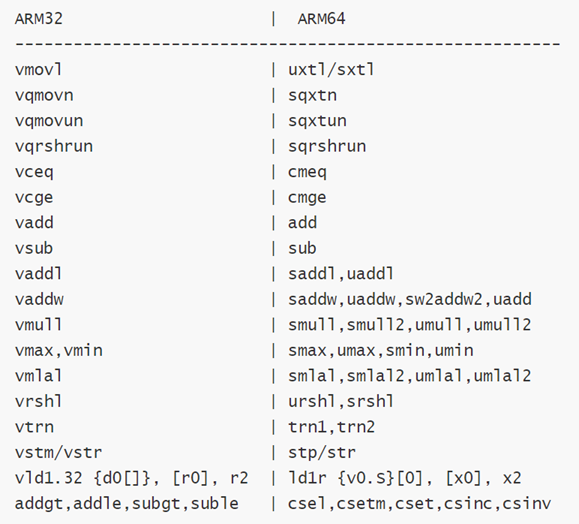 ARM32 | ARM64
------------------------------------------------------
vmovl | uxtl/sxtl
vqmovn | sqxtn
vqmovun | sqxtun
vqrshrun | sqrshrun
vceq | cmeq
vcge | cmge
vadd | add
vsub | sub
vaddl | saddl,uaddl
vaddw | saddw,uaddw,sw2addw2,uadd
vmull | smull,smull2,umull,umull2
vmax,vmin | smax,umax,smin,umin
vmlal | smlal,smlal2,umlal,umlal2
vrshl | urshl,srshl
vtrn | trn1,trn2
vstm/vstr | stp/str
vld1.32 {d0[]}, [r0], r2 | ld1r {v0.S}[0], [x0], x2
addgt,addle,subgt,suble | csel,csetm,cset,csinc,csinv